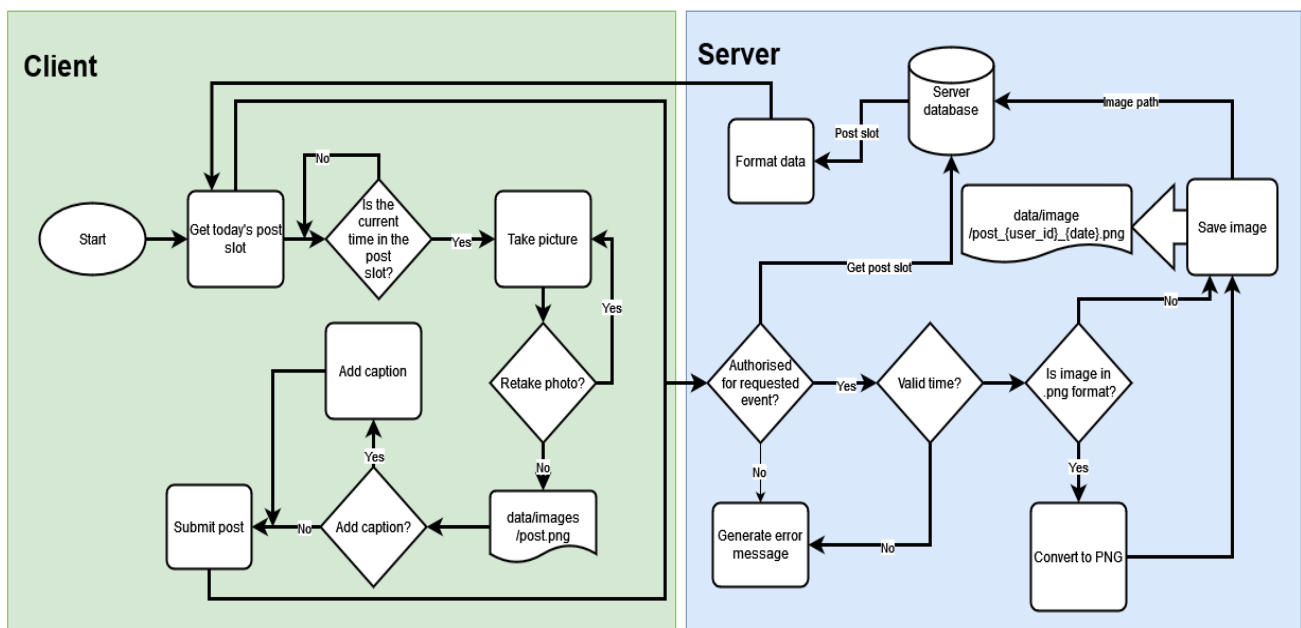 Client
Server
Server
database
Image path
Post slot
Format data
No
Is the
current
time in the
post
slot?
Start
Get today's post
slot
Yes
Take picture
data/image
/post_{user_id}_{date}.png
Save image
Get post slot
No
Yes
Add caption
Retake photo?
Authorised
for requested
event?
Yes
Valid time?
Is image in
.png format?
Yes
No
No
Yes
Submit post
No
Add caption?
data/images
/post.png
Generate error
message
No
Convert to PNG